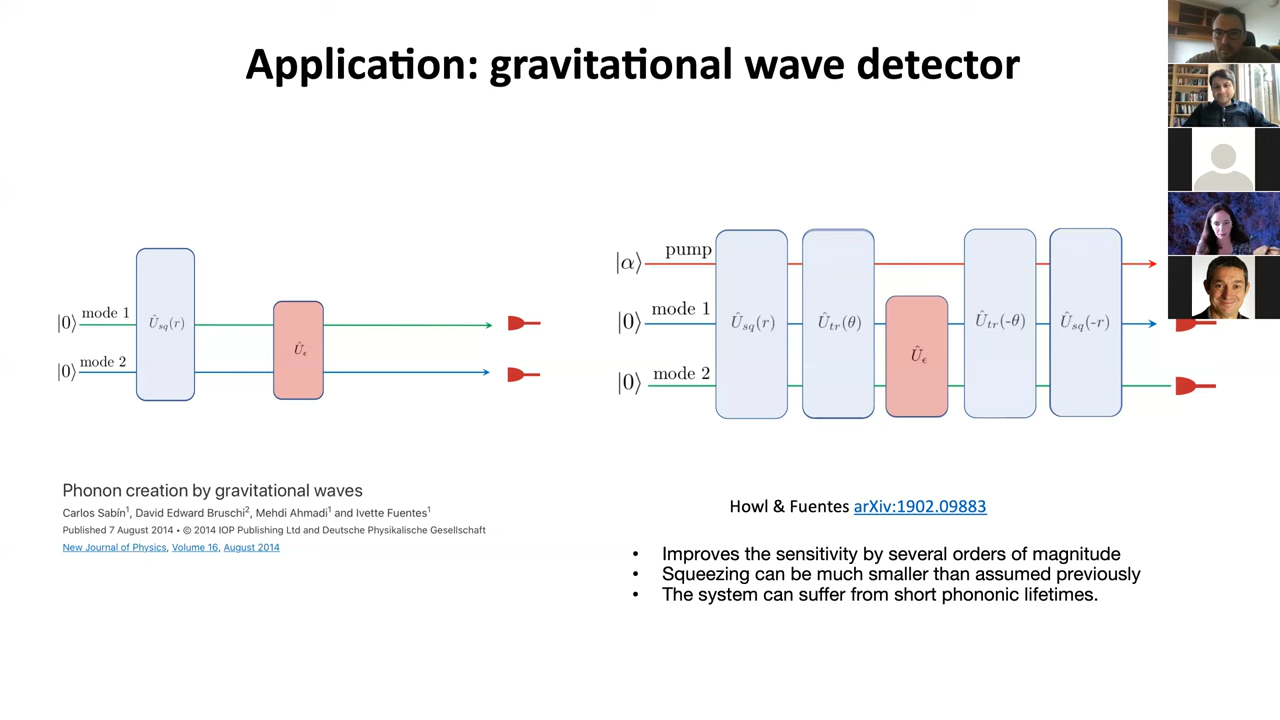 Application: gravitational wave detector
|0⟩ mode 1
|0⟩ mode 2
Û_sq(r)
Û_ε
|α⟩ pump
|0⟩ mode 1
|0⟩ mode 2
Û_sq(r)
Û_tr(θ)
Û_ε
Û_tr(-θ)
Û_sq(-r)
Phonon creation by gravitational waves
Carlos Sabín¹, David Edward Bruschi², Mehdi Ahmadi¹ and Ivette Fuentes¹
Published 7 August 2014 • © 2014 IOP Publishing Ltd and Deutsche Physikalische Gesellschaft
New Journal of Physics, Volume 16, August 2014
Howl & Fuentes arXiv:1902.09883
• Improves the sensitivity by several orders of magnitude
• Squeezing can be much smaller than assumed previously
• The system can suffer from short phononic lifetimes.